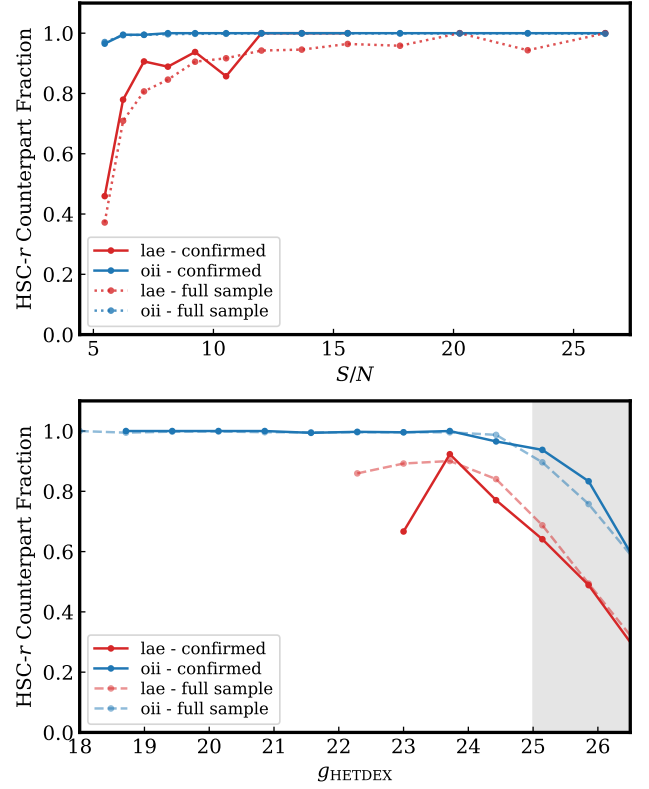 HSC-r Counterpart Fraction
1.0
0.8
0.6
0.4
0.2
0.0
lae - confirmed
oii - confirmed
lae - full sample
oii - full sample
5 10 15 20 25
S/N
HSC-r Counterpart Fraction
1.0
0.8
0.6
0.4
0.2
0.0
lae - confirmed
oii - confirmed
lae - full sample
oii - full sample
18 19 20 21 22 23 24 25 26
gHETDEX